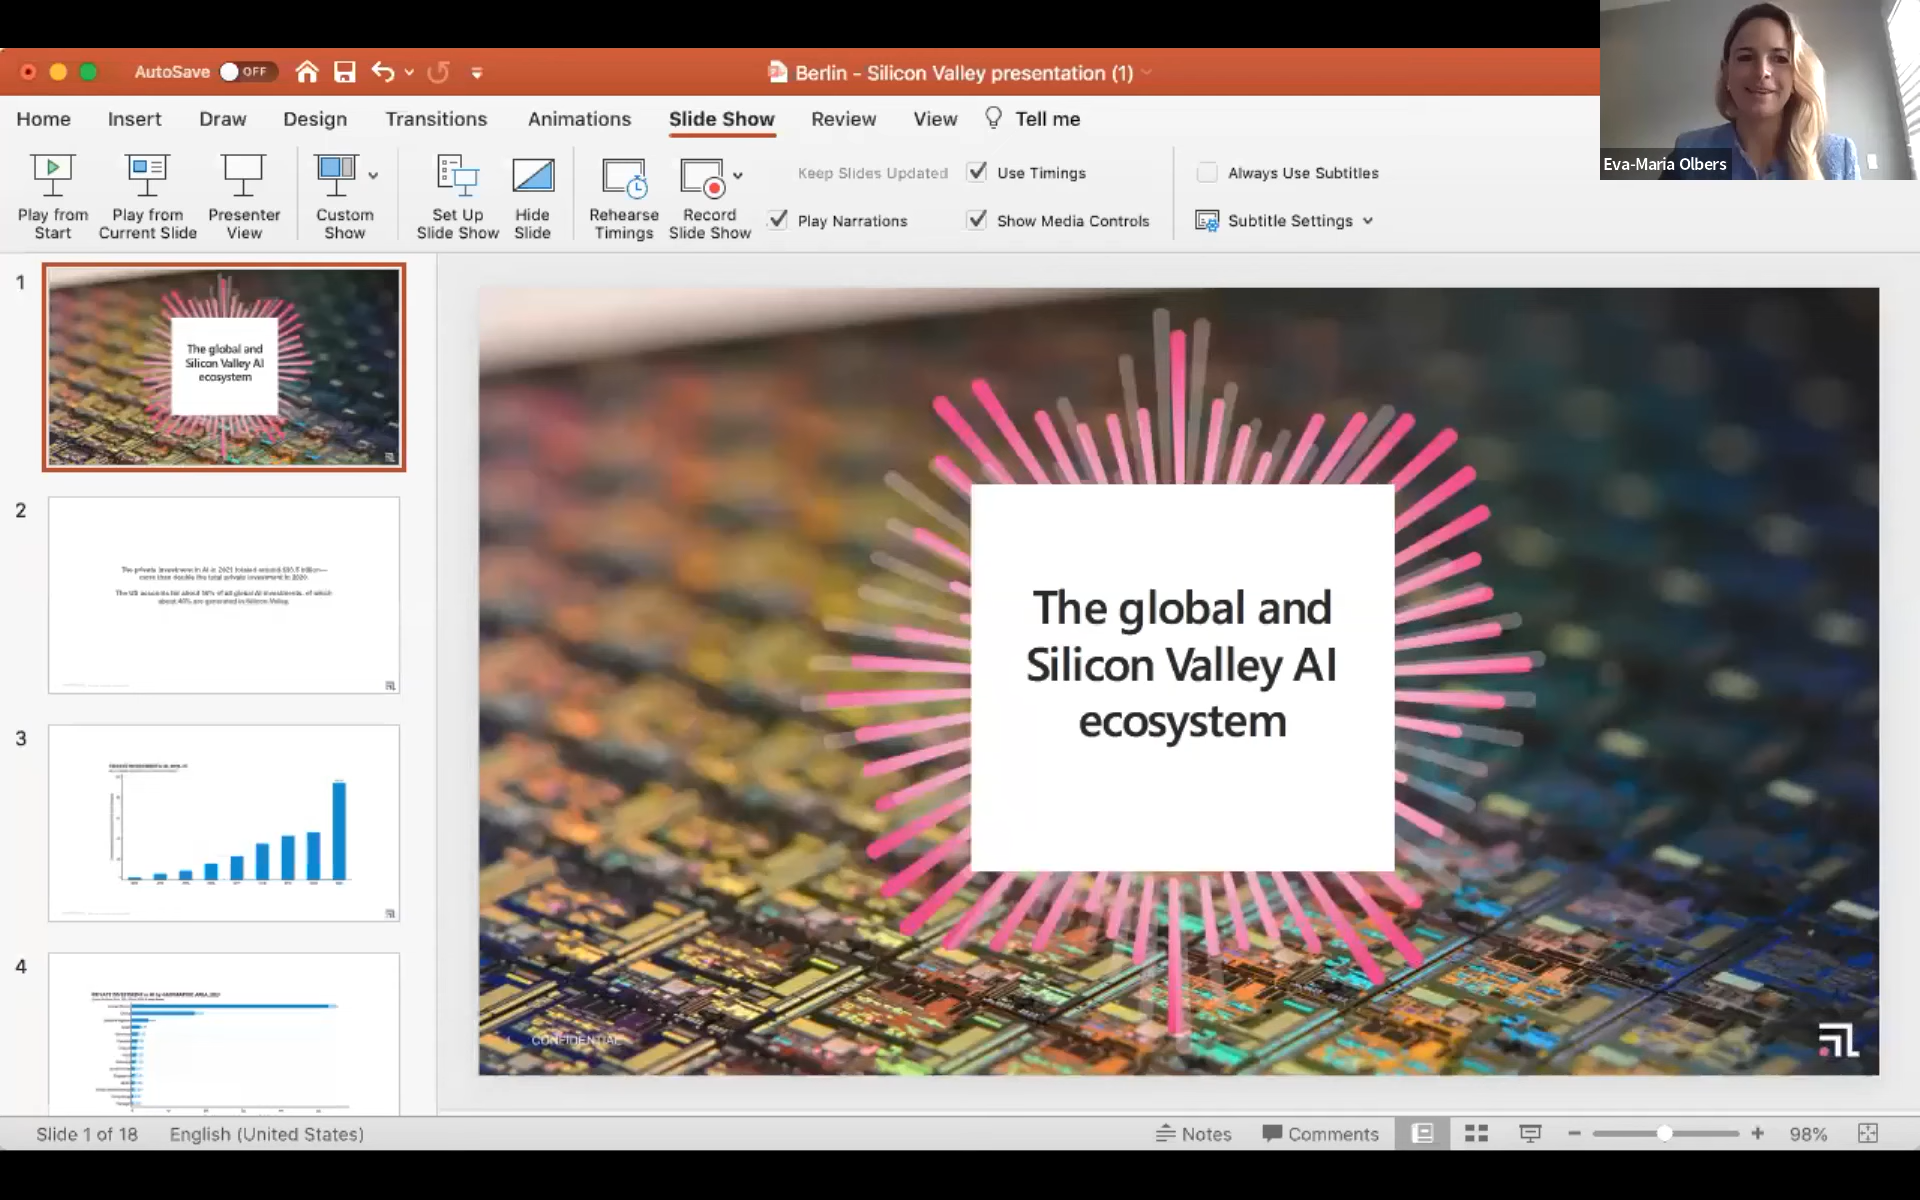 AutoSave OFF
Berlin - Silicon Valley presentation (1)
Eva-Maria Olbers
Home Insert Draw Design Transitions Animations Slide Show Review View Tell me
Play from Start
Play from Current Slide
Presenter View
Custom Show
Set Up Slide Show
Hide Slide
Rehearse Timings
Record Slide Show
Keep Slides Updated
Use Timings
Play Narrations
Show Media Controls
Always Use Subtitles
Subtitle Settings
1
The global and
Silicon Valley AI
ecosystem
2
3
4
The global and
Silicon Valley AI
ecosystem
CONFIDENTIAL
Slide 1 of 18
English (United States)
Notes
Comments
98%